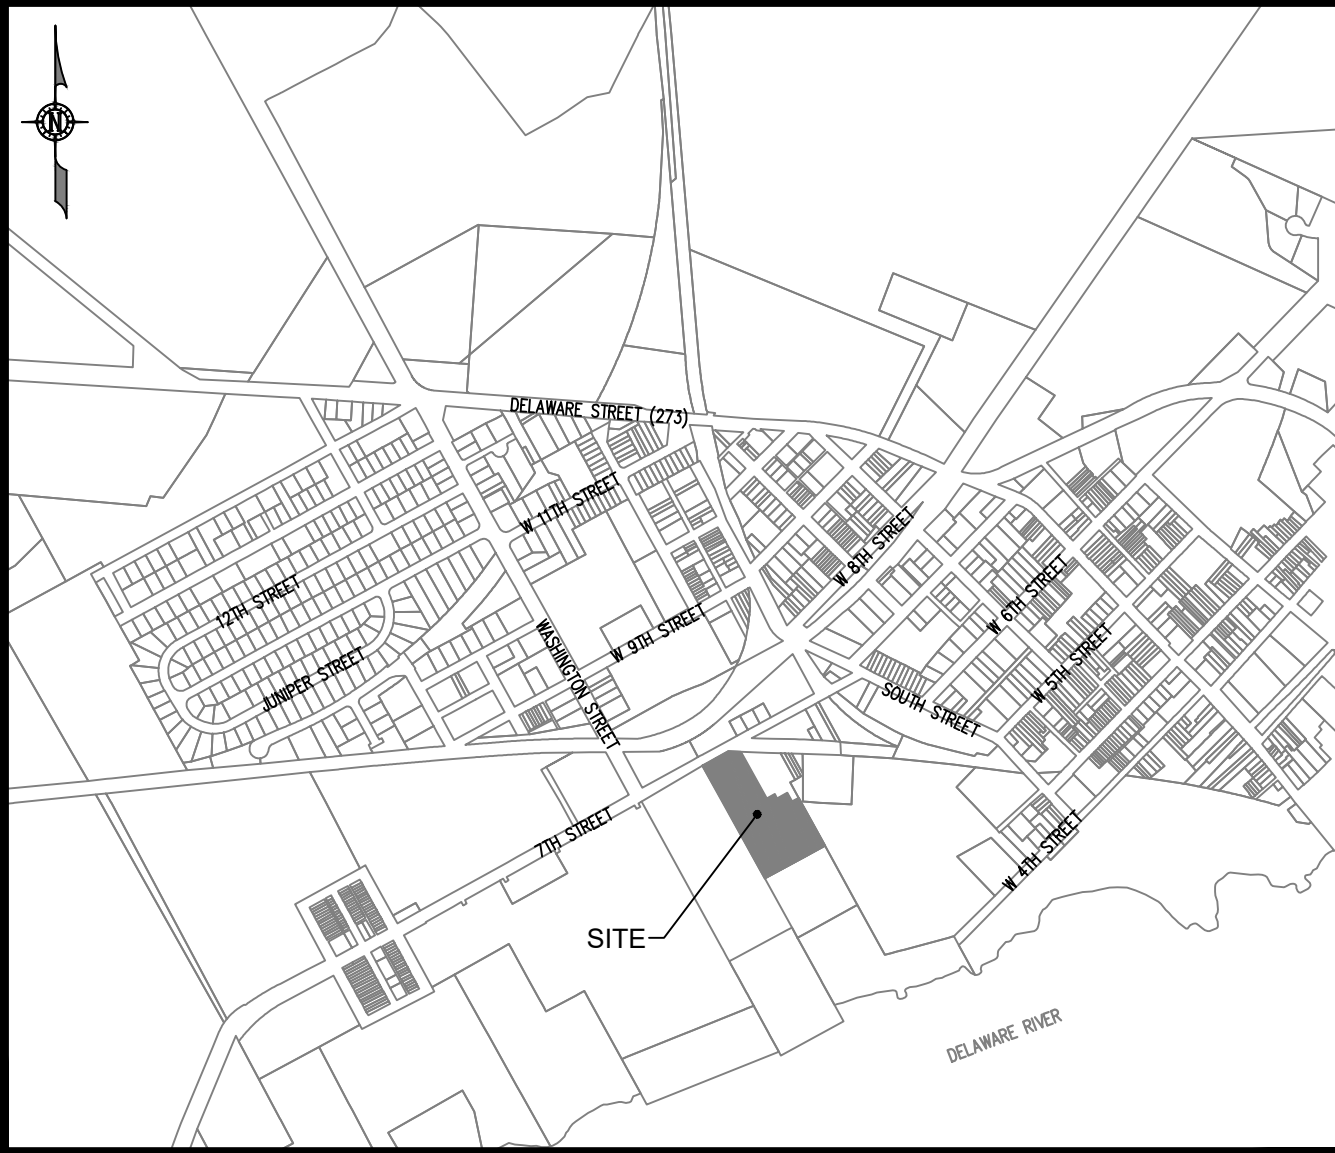 N
DELAWARE STREET (273)
W 11TH STREET
W 8TH STREET
12TH STREET
W 6TH STREET
W 9TH STREET
WASHINGTON STREET
JUNIPER STREET
W 5TH STREET
SOUTH STREET
7TH STREET
W 4TH STREET
SITE
DELAWARE RIVER